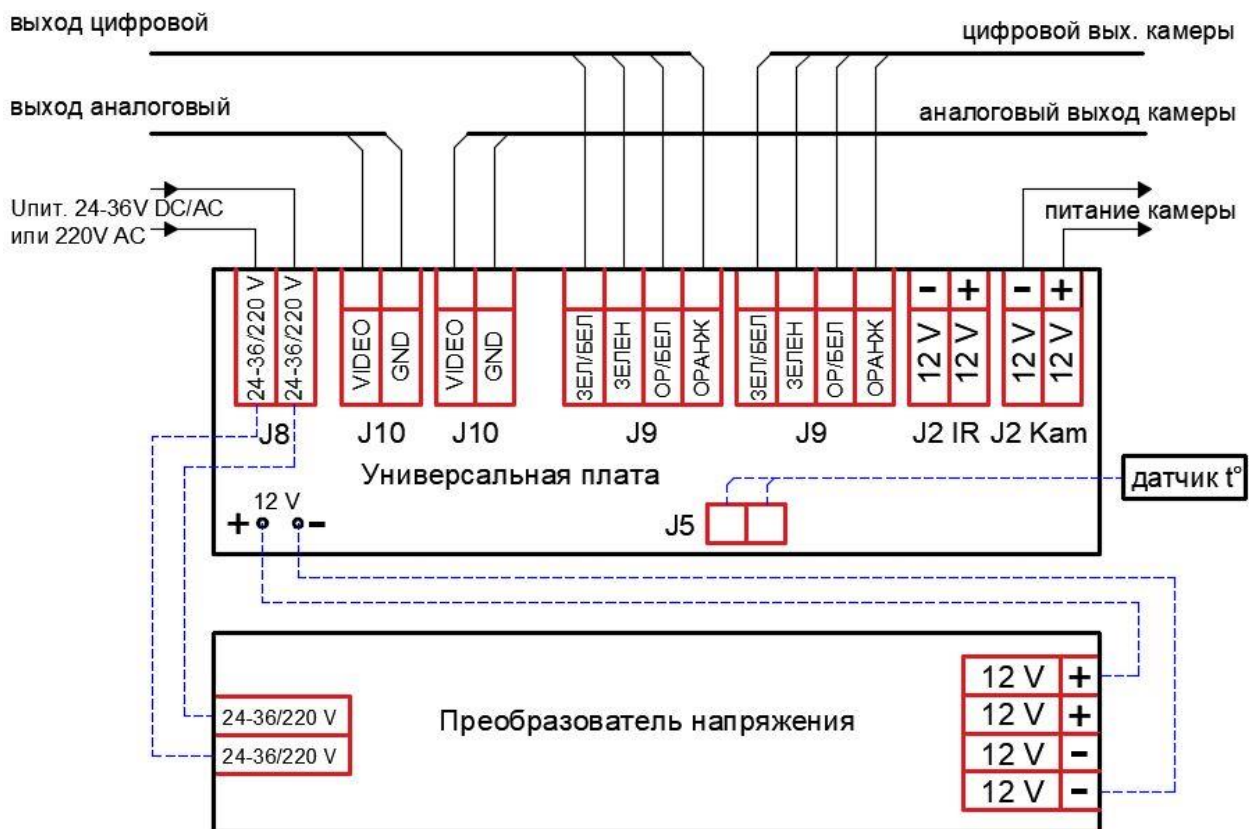 выход цифровой
цифровой вых. камеры
выход аналоговый
аналоговый выход камеры
Uпит. 24-36V DC/AC
или 220V AC
питание камеры
24-36/220 V
24-36/220 V
VIDEO
GND
VIDEO
GND
ЗЕЛ/БЕЛ
ЗЕЛЕН
ОР/БЕЛ
ОРАНЖ
ЗЕЛ/БЕЛ
ЗЕЛЕН
ОР/БЕЛ
ОРАНЖ
- +
12 V
12 V
- +
12 V
12 V
J8 J10 J10 J9 J9 J2 IR J2 Kam
Универсальная плата
датчик t°
12 V
+ -
J5
12 V +
24-36/220 V
Преобразователь напряжения
12 V +
24-36/220 V
12 V -
12 V -